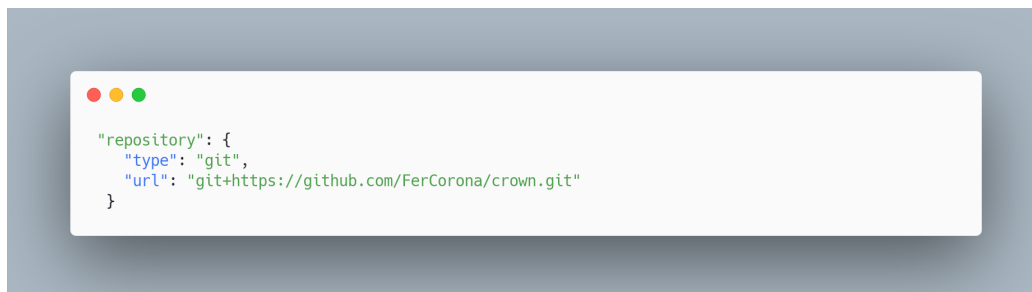 "repository": {
"type": "git",
"url": "git+https://github.com/FerCorona/crown.git"
}